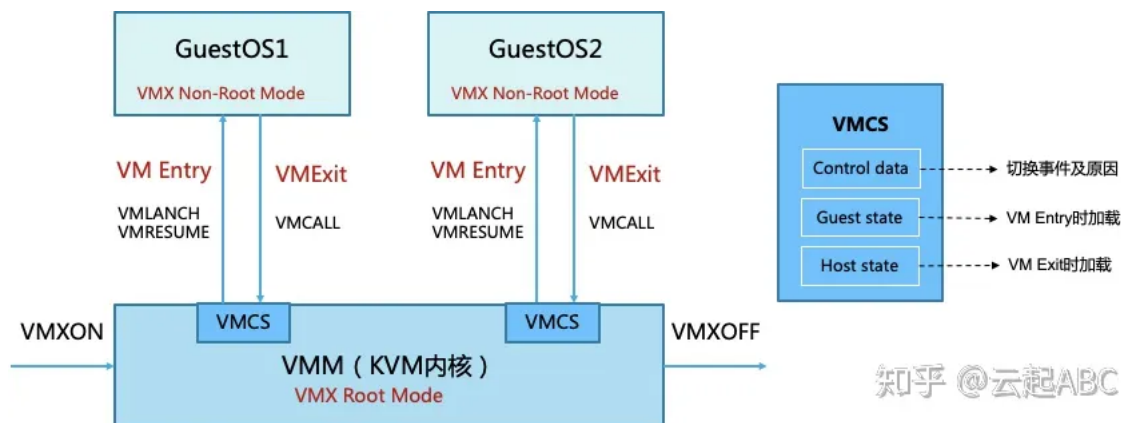 GuestOS1
VMX Non-Root Mode
GuestOS2
VMX Non-Root Mode
VM Entry
VMExit
VMLANCH
VMRESUME
VMCALL
VM Entry
VMExit
VMLANCH
VMRESUME
VMCALL
VMCS
Control data
切换事件及原因
Guest state
VM Entry时加载
Host state
VM Exit时加载
VMXON
VMCS
VMCS
VMXOFF
VMM（KVM内核）
VMX Root Mode
知乎 @云起ABC